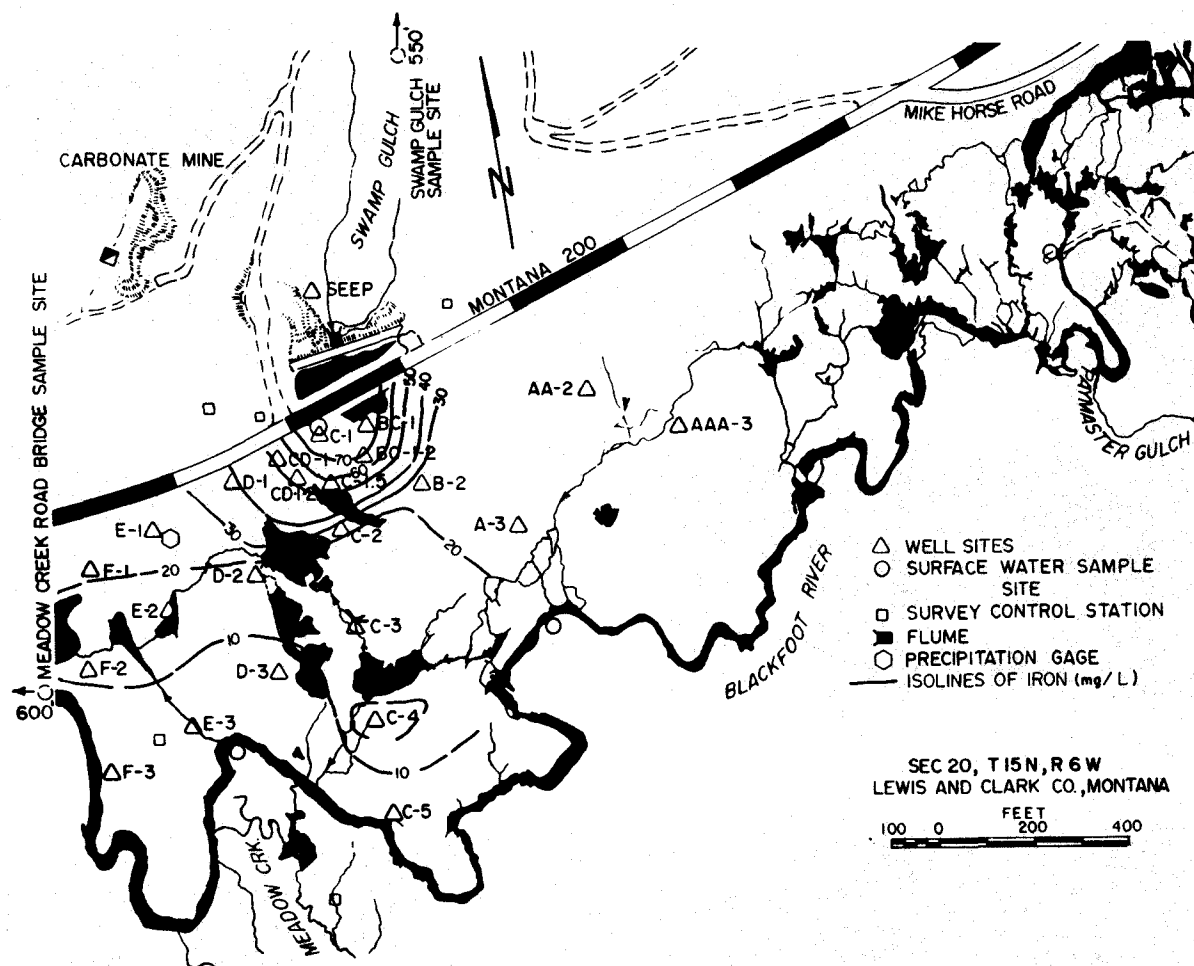 550'
SWAMP GULCH
SAMPLE SITE
SWAMP GULCH
N
MIKE HORSE ROAD
CARBONATE MINE
MONTANA 200
SEEP
MEADOW CREEK ROAD BRIDGE SAMPLE SITE
600'
50
40
30
BC-1
C-1
BC-1-2
CD-1
70
60
CD-1-2
C-1.5
D-1
B-2
AA-2
AAA-3
PAYMASTER GULCH
E-1
30
C-2
20
A-3
F-1
20
D-2
E-2
C-3
10
F-2
D-3
E-3
C-4
10
F-3
C-5
BLACKFOOT RIVER
MEADOW CRK.
WELL SITES
SURFACE WATER SAMPLE
SITE
SURVEY CONTROL STATION
FLUME
PRECIPITATION GAGE
ISOLINES OF IRON (mg/L)
SEC 20, T 15 N, R 6 W
LEWIS AND CLARK CO., MONTANA
FEET
100 0 200 400